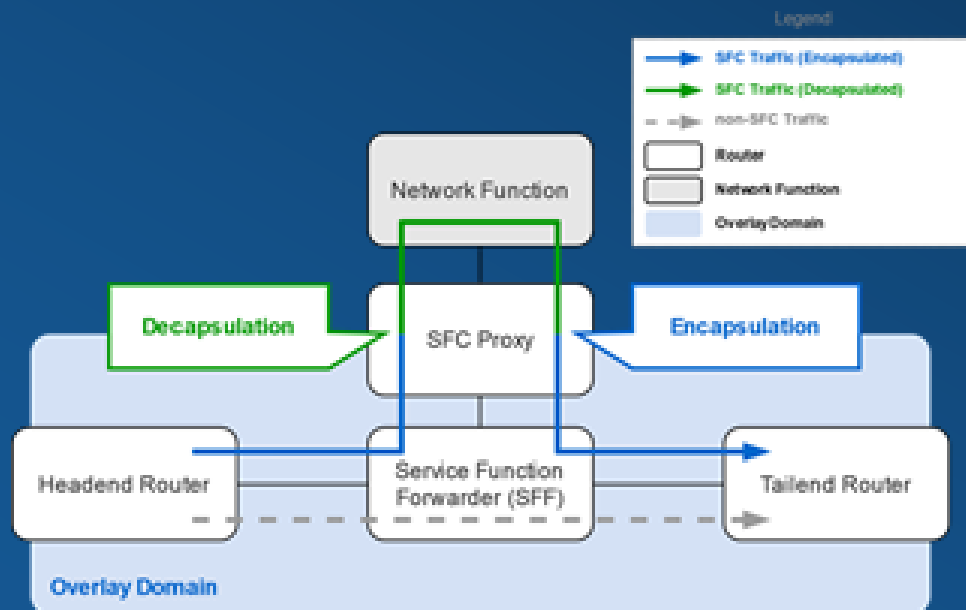 Legend
SFC Traffic (Encapsulated)
SFC Traffic (Decapsulated)
non-SFC Traffic
Router
Network Function
OverlayDomain
Network Function
Decapsulation
SFC Proxy
Encapsulation
Headend Router
Service Function
Forwarder (SFF)
Tailend Router
Overlay Domain